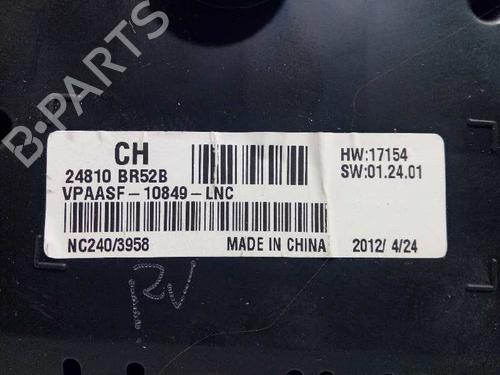 B-PARTS
CH
24810 BR52B
VPAASF-10849-LNC
HW:17154
SW:01.24.01
NC240/3958
MADE IN CHINA
2012/ 4/24
RV